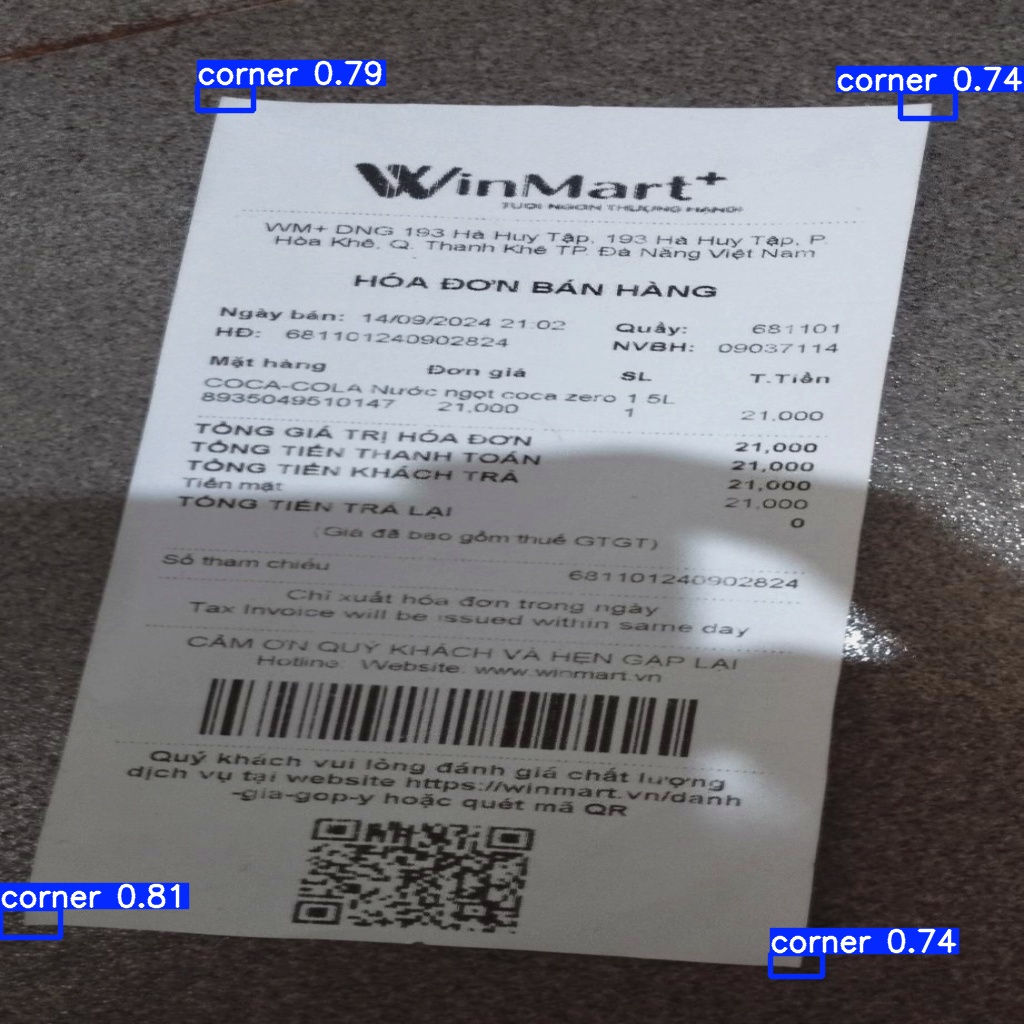 corner 0.79
corner 0.74
WinMart+
TƯƠI NGON THƯỢNG HẠNG!
WM+ DNG 193 Hà Huy Tập, 193 Hà Huy Tập, P.
Hòa Khê, Q. Thanh Khê TP. Đà Nẵng Việt Nam
HÓA ĐƠN BÁN HÀNG
Ngày bán: 14/09/2024 21:02 Quầy: 681101
HĐ: 681101240902824 NVBH: 09037114
Mặt hàng Đơn giá SL T.Tiền
COCA-COLA Nước ngọt coca zero 1.5L
8935049510147 21,000 1 21,000
TỔNG GIÁ TRỊ HÓA ĐƠN 21,000
TỔNG TIỀN THANH TOÁN 21,000
TỔNG TIỀN KHÁCH TRẢ 21,000
Tiền mặt 21,000
TỔNG TIỀN TRẢ LẠI 0
(Giá đã bao gồm thuế GTGT)
Số tham chiếu 681101240902824
Chỉ xuất hóa đơn trong ngày
Tax Invoice will be issued within same day
CẢM ƠN QUÝ KHÁCH VÀ HẸN GẶP LẠI
Hotline: Website: www.winmart.vn
Quý khách vui lòng đánh giá chất lượng
dịch vụ tại website https://winmart.vn/danh
-gia-gop-y hoặc quét mã QR
corner 0.81
corner 0.74